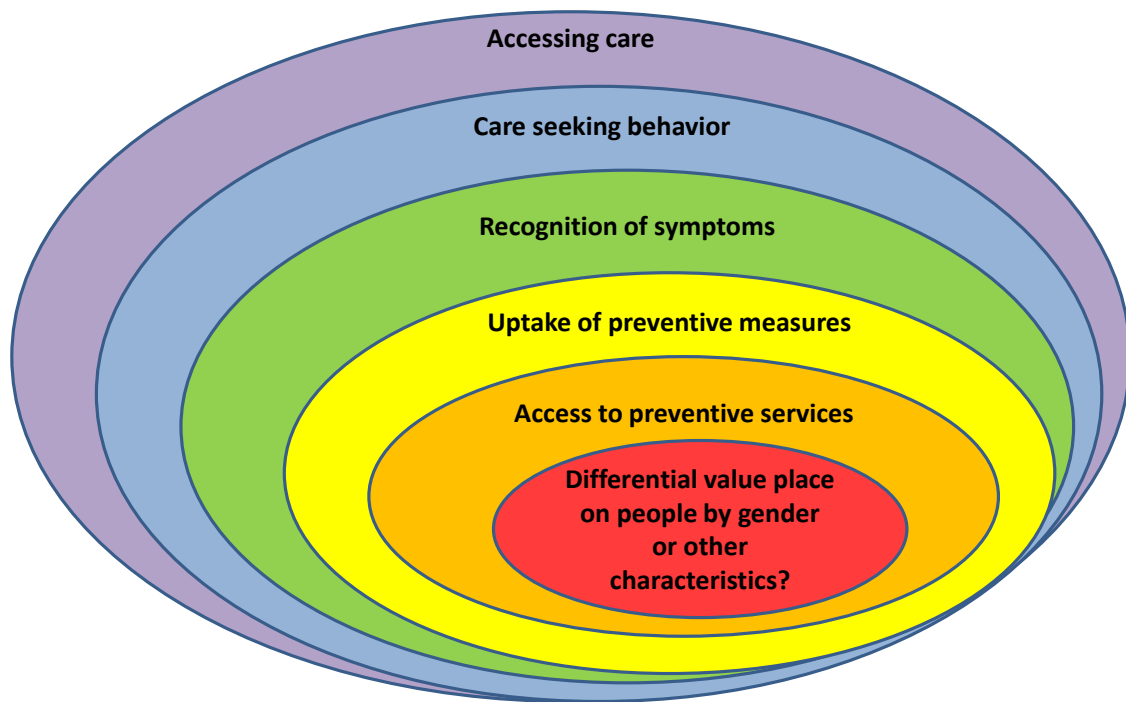 Accessing care
Care seeking behavior
Recognition of symptoms
Uptake of preventive measures
Access to preventive services
Differential value place
on people by gender
or other
characteristics?